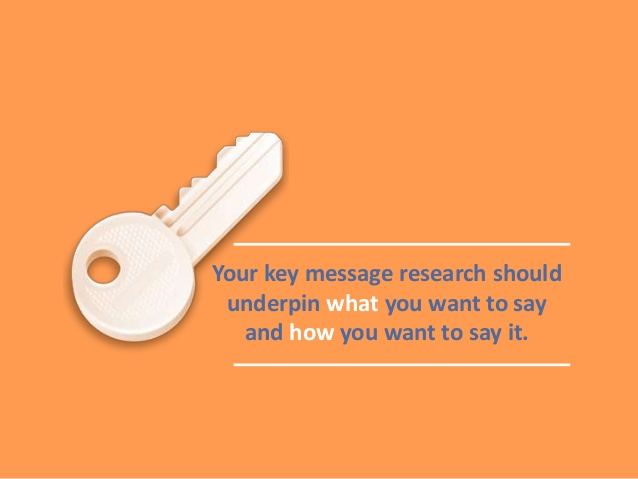 Your key message research should
underpin what you want to say
and how you want to say it.